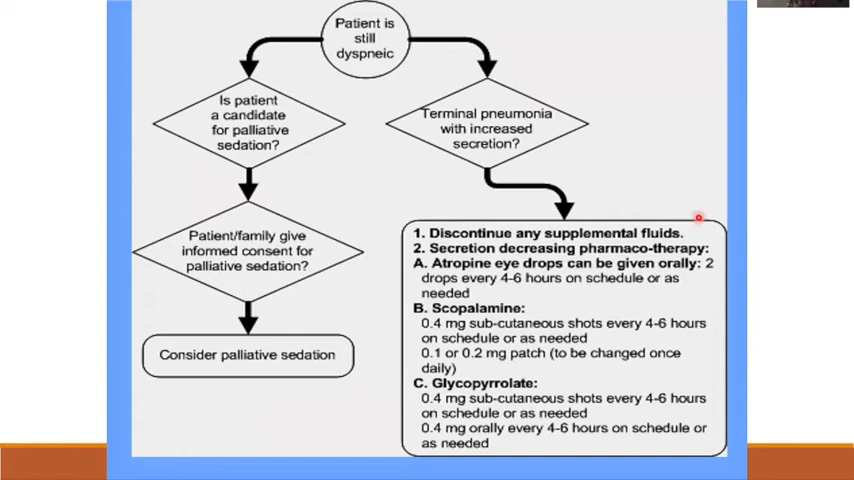 Patient is
still
dyspneic
Is patient
a candidate
for palliative
sedation?
Terminal pneumonia
with increased
secretion?
Patient/family give
informed consent for
palliative sedation?
Consider palliative sedation
1. Discontinue any supplemental fluids.
2. Secretion decreasing pharmaco-therapy:
A. Atropine eye drops can be given orally: 2
drops every 4-6 hours on schedule or as
needed
B. Scopalamine:
0.4 mg sub-cutaneous shots every 4-6 hours
on schedule or as needed
0.1 or 0.2 mg patch (to be changed once
daily)
C. Glycopyrrolate:
0.4 mg sub-cutaneous shots every 4-6 hours
on schedule or as needed
0.4 mg orally every 4-6 hours on schedule or
as needed